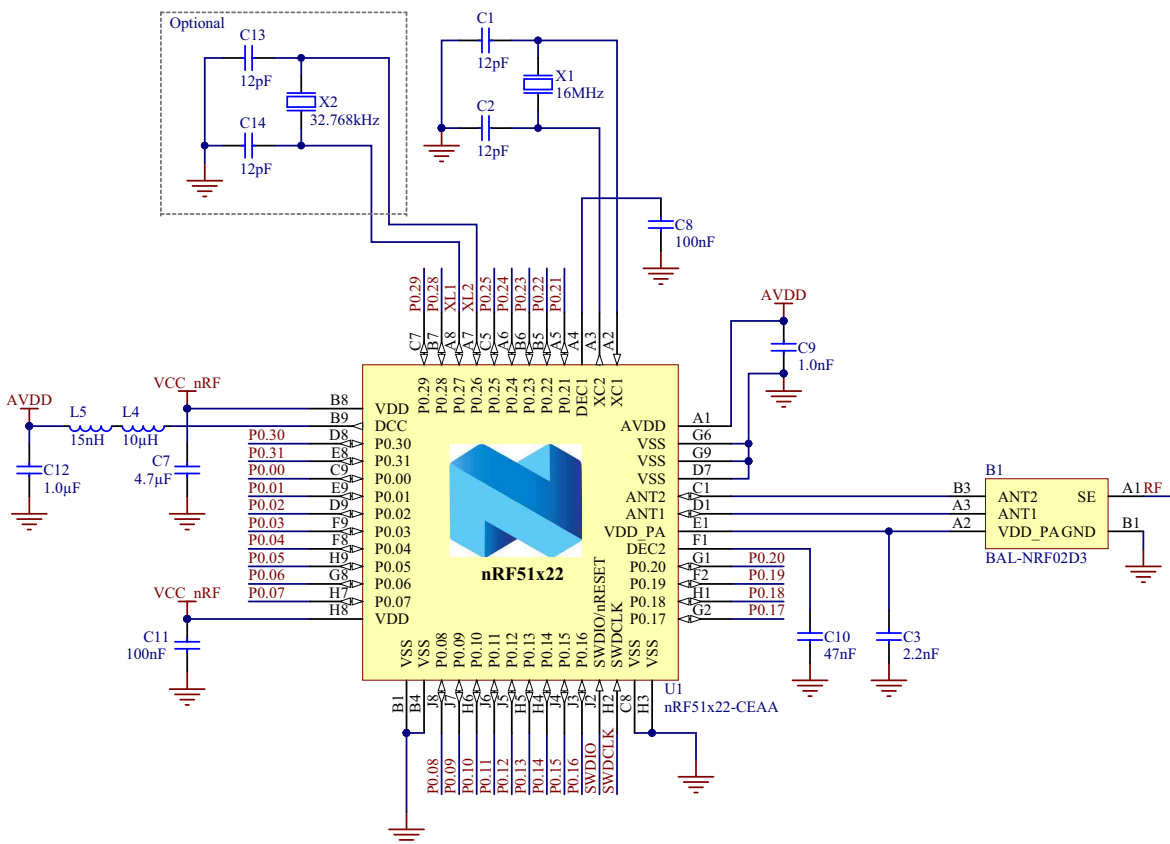 Optional
C13
12pF
X2
32.768kHz
C14
12pF
C1
12pF
X1
16MHz
C2
12pF
C8
100nF
P0.29
P0.28
XL1
XL2
P0.25
P0.24
P0.23
P0.22
P0.21
C7
B7
A8
A7
C5
A6
B6
B5
A5
A4
A3
A2
P0.29
P0.28
P0.27
P0.26
P0.25
P0.24
P0.23
P0.22
P0.21
DEC1
XC2
XC1
AVDD
C9
1.0nF
AVDD
L5
15nH
L4
10µH
VCC_nRF
C12
1.0µF
C7
4.7µF
VCC_nRF
C11
100nF
B8 VDD
B9 DCC
P0.30 D8 P0.30
P0.31 E8 P0.31
P0.00 C9 P0.00
P0.01 E9 P0.01
P0.02 D9 P0.02
P0.03 F9 P0.03
P0.04 F8 P0.04
P0.05 H9 P0.05
P0.06 G8 P0.06
P0.07 H7 P0.07
H8 VDD
nRF51x22
AVDD A1
VSS G6
VSS G9
VSS D7
ANT2 C1
ANT1 D1
VDD_PA E1
DEC2 F1
P0.20 G1 P0.20
P0.19 F2 P0.19
P0.18 H1 P0.18
P0.17 G2 P0.17
B1
B3 ANT2 SE A1 RF
A3 ANT1
A2 VDD_PA GND B1
BAL-NRF02D3
C10
47nF
C3
2.2nF
VSS
VSS
P0.08
P0.09
P0.10
P0.11
P0.12
P0.13
P0.14
P0.15
P0.16
SWDIO/nRESET
SWDCLK
VSS
VSS
U1
nRF51x22-CEAA
B1
B4
J8
J7
H6
J6
J5
H5
H4
J4
J3
J2
H2
C8
H3
P0.08
P0.09
P0.10
P0.11
P0.12
P0.13
P0.14
P0.15
P0.16
SWDIO
SWDCLK